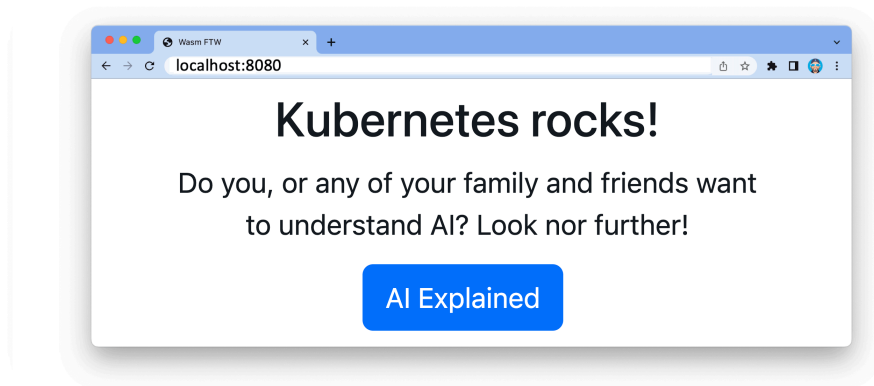 Wasm FTW
localhost:8080
Kubernetes rocks!
Do you, or any of your family and friends want
to understand AI? Look nor further!
AI Explained